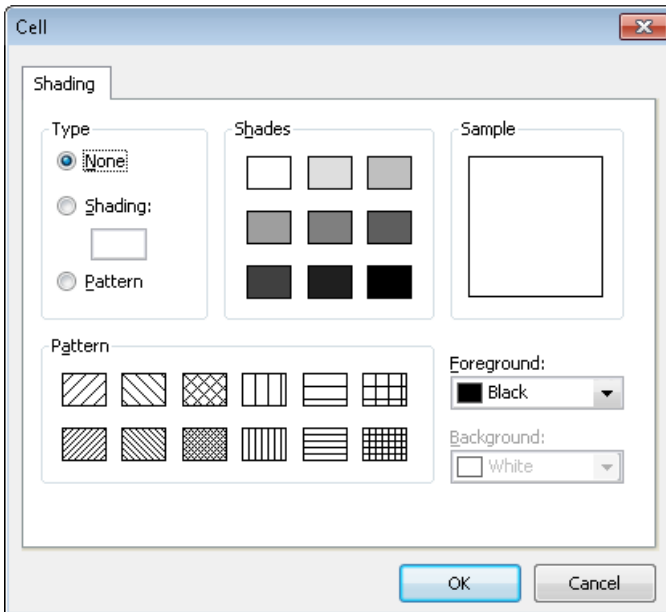 Cell
Shading
Type
None
Shading:
Pattern
Shades
Sample
Pattern
Foreground:
Black
Background:
White
OK
Cancel